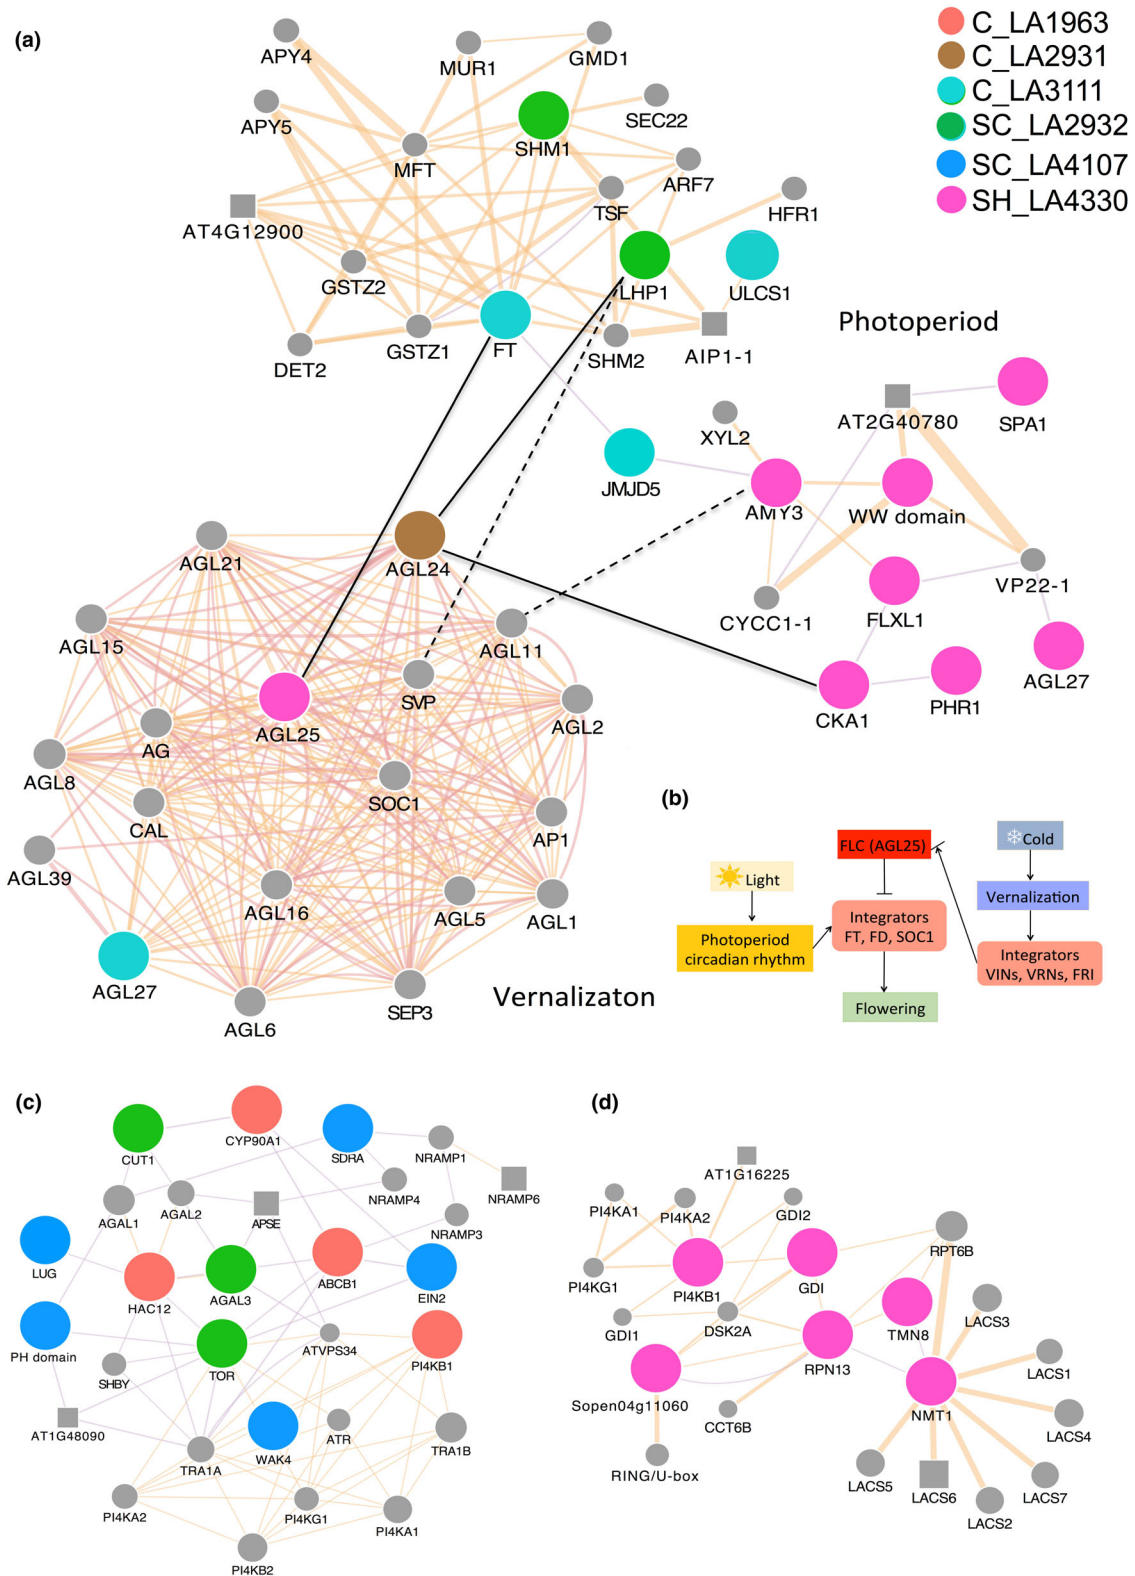 (a)
C_LA1963
C_LA2931
C_LA3111
SC_LA2932
SC_LA4107
SH_LA4330
APY4
MUR1
GMD1
APY5
SEC22
SHM1
MFT
ARF7
TSF
HFR1
AT4G12900
GSTZ2
LHP1
ULCS1
GSTZ1
FT
SHM2
AIP1-1
DET2
Photoperiod
SPA1
AT2G40780
XYL2
JMJD5
AMY3
WW domain
VP22-1
CYCC1-1
FLXL1
AGL27
PHR1
CKA1
AGL21
AGL24
AGL15
AGL11
SVP
AGL25
AGL2
AG
AGL8
SOC1
CAL
AP1
AGL39
AGL16
AGL5
AGL1
AGL27
AGL6
SEP3
Vernalizaton
(b)
FLC (AGL25)
Cold
Light
Vernalization
Integrators
FT, FD, SOC1
Photoperiod
circadian rhythm
Integrators
VINs, VRNs, FRI
Flowering
(c)
CUT1
CYP90A1
SDRA
NRAMP1
NRAMP4
NRAMP6
AGAL1
AGAL2
APSE
NRAMP3
LUG
HAC12
AGAL3
ABCB1
EIN2
PH domain
SHBY
TOR
ATVPS34
PI4KB1
AT1G48090
TRA1A
WAK4
ATR
TRA1B
PI4KA2
PI4KG1
PI4KA1
PI4KB2
(d)
AT1G16225
PI4KA1
PI4KA2
GDI2
RPT6B
PI4KG1
PI4KB1
GDI
GDI1
DSK2A
TMN8
LACS3
RPN13
LACS1
Sopen04g11060
CCT6B
NMT1
LACS4
RING/U-box
LACS5
LACS6
LACS7
LACS2